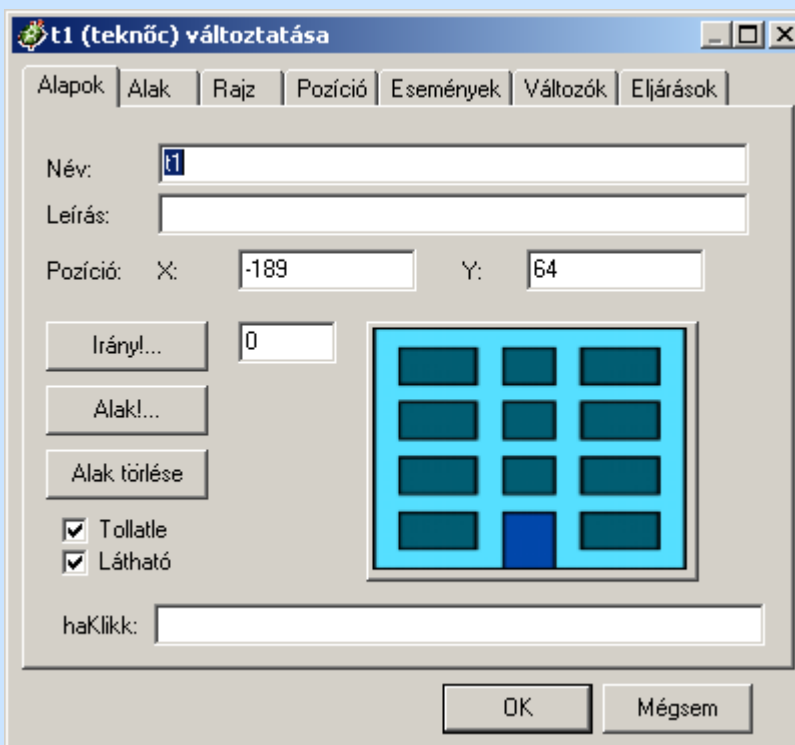 t1 (teknőc) változtatása
Alapok Alak Rajz Pozíció Események Változók Eljárások
Név: t1
Leírás:
Pozíció: X: -189 Y: 64
Irány!... 0
Alak!...
Alak törlése
Tollatle
Látható
haKlikk:
OK Mégsem